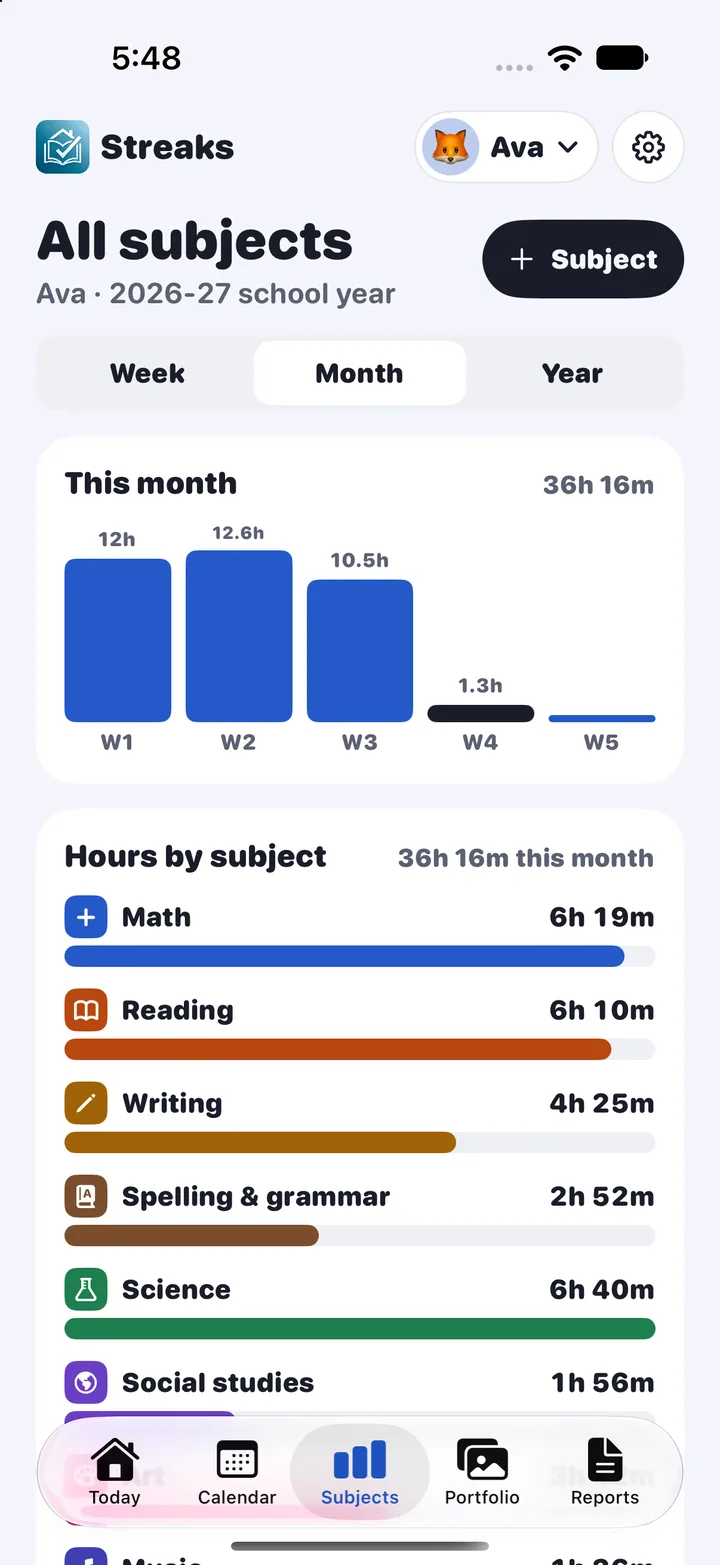 5:48
Streaks
Ava
All subjects
+ Subject
Ava · 2026-27 school year
Week Month Year
This month 36h 16m
12h 12.6h 10.5h 1.3h
W1 W2 W3 W4 W5
Hours by subject 36h 16m this month
Math 6h 19m
Reading 6h 10m
Writing 4h 25m
A
Spelling & grammar 2h 52m
Science 6h 40m
Social studies 1h 56m
Art
Today Calendar Subjects Portfolio Reports
Music